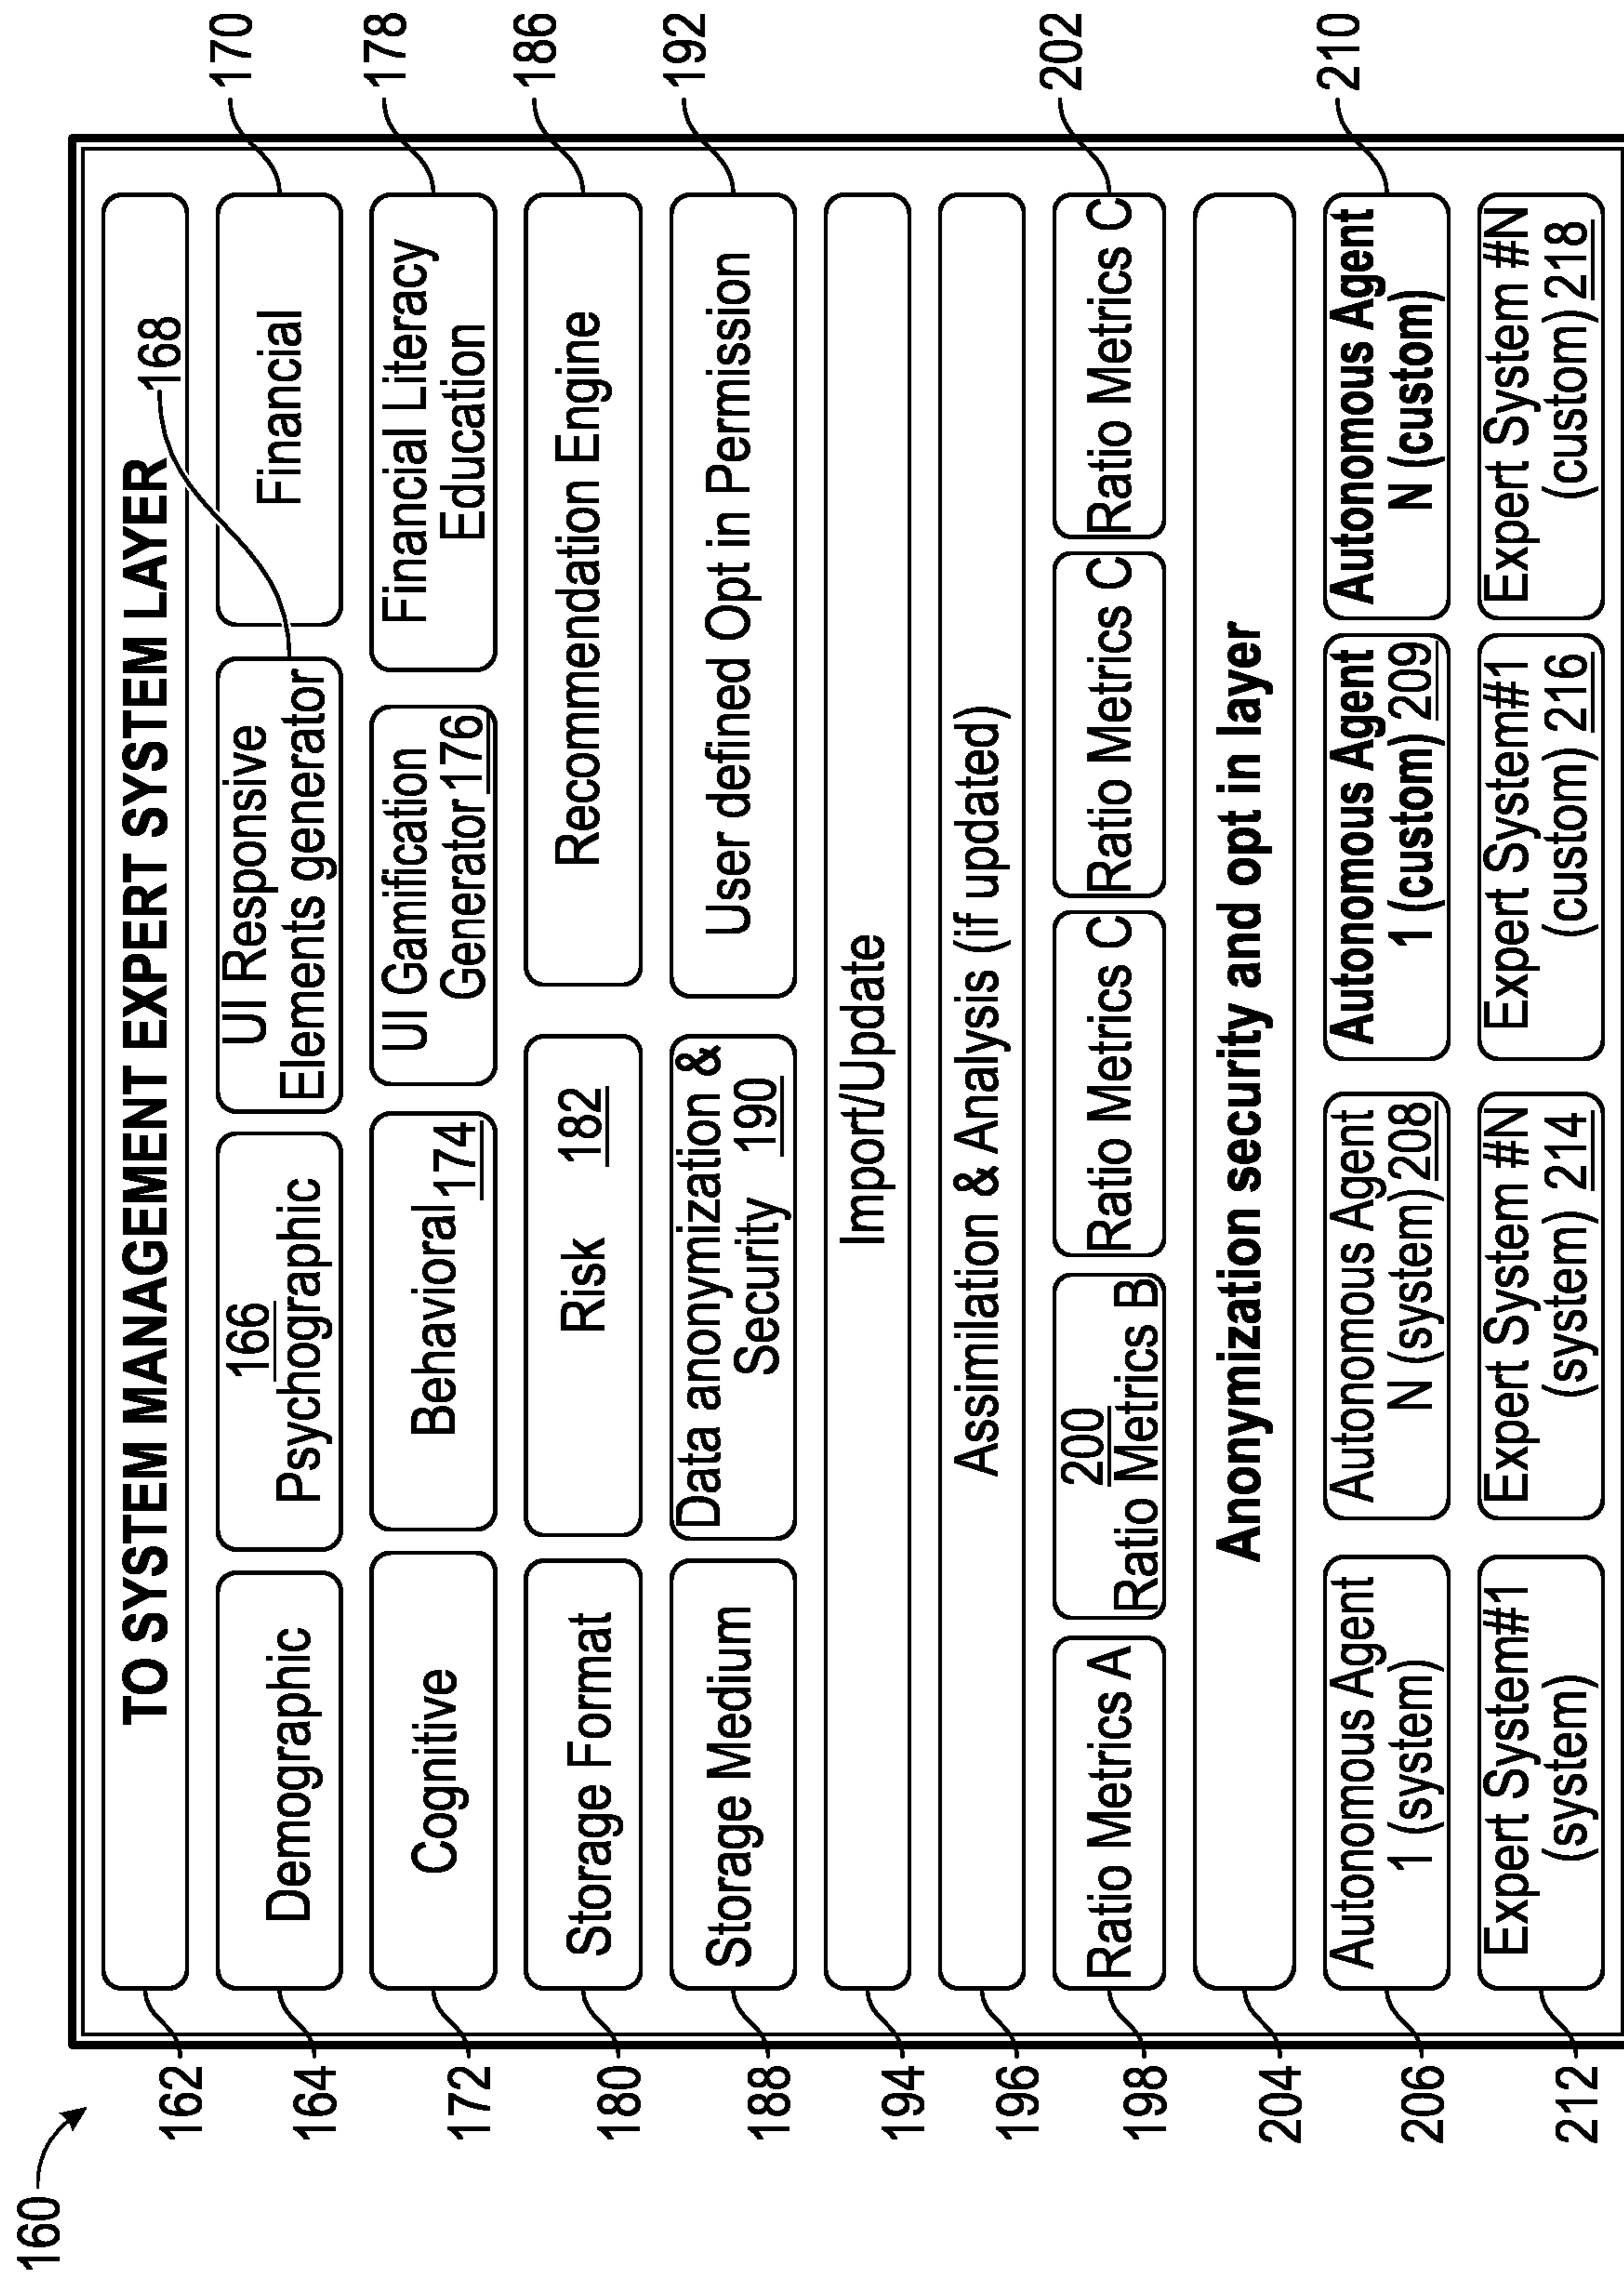 160
TO SYSTEM MANAGEMENT EXPERT SYSTEM LAYER
162
168
Demographic
166
Psychographic
UI Responsive
Elements generator
Financial
164
170
Cognitive
Behavioral 174
UI Gamification
Generator 176
Financial Literacy
Education
172
178
Storage Format
Risk 182
Recommendation Engine
180
186
Storage Medium
Data anonymization &
Security 190
User defined Opt in Permission
188
192
Import/Update
194
Assimilation & Analysis (if updated)
196
Ratio Metrics A
200
Ratio Metrics B
Ratio Metrics C
Ratio Metrics C
Ratio Metrics C
198
202
Anonymization security and opt in layer
204
Autonomous Agent
1 (system)
Autonomous Agent
N (system) 208
Autonomous Agent
1 (custom) 209
Autonomous Agent
N (custom)
206
210
Expert System#1
(system)
Expert System #N
(system) 214
Expert System#1
(custom) 216
Expert System #N
(custom) 218
212